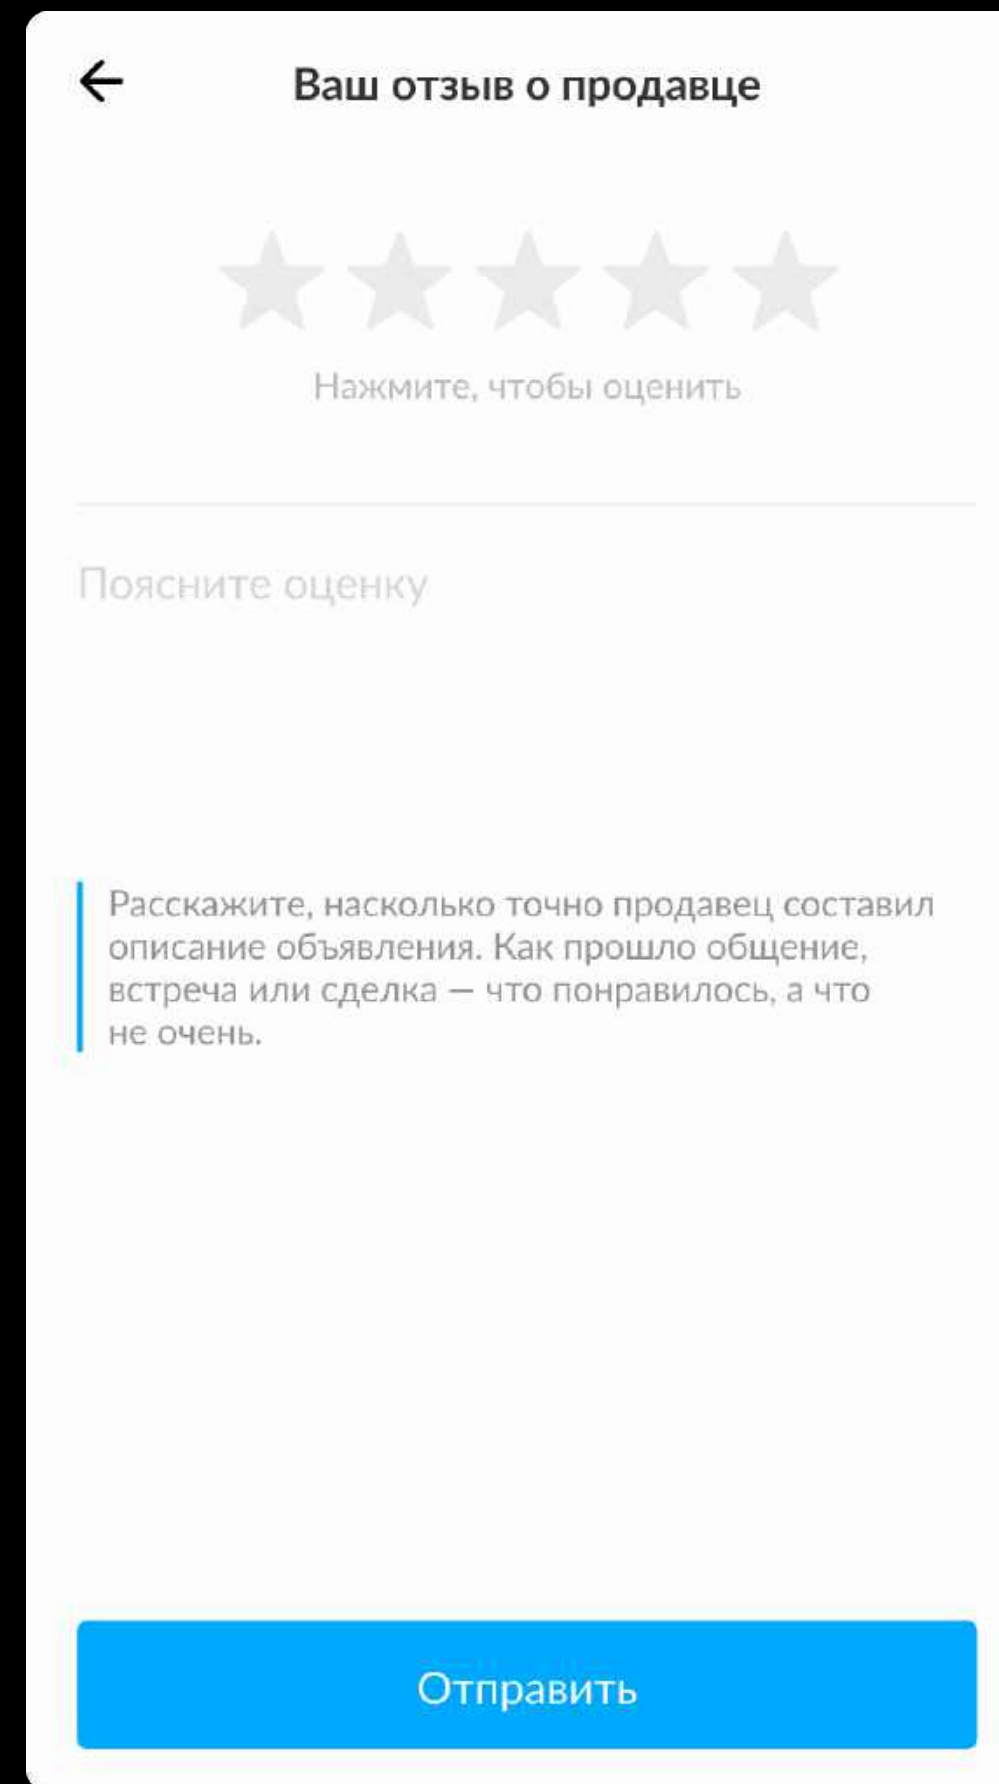 Ваш отзыв о продавце
Нажмите, чтобы оценить
Поясните оценку
Расскажите, насколько точно продавец составил
описание объявления. Как прошло общение,
встреча или сделка — что понравилось, а что
не очень.
Отправить